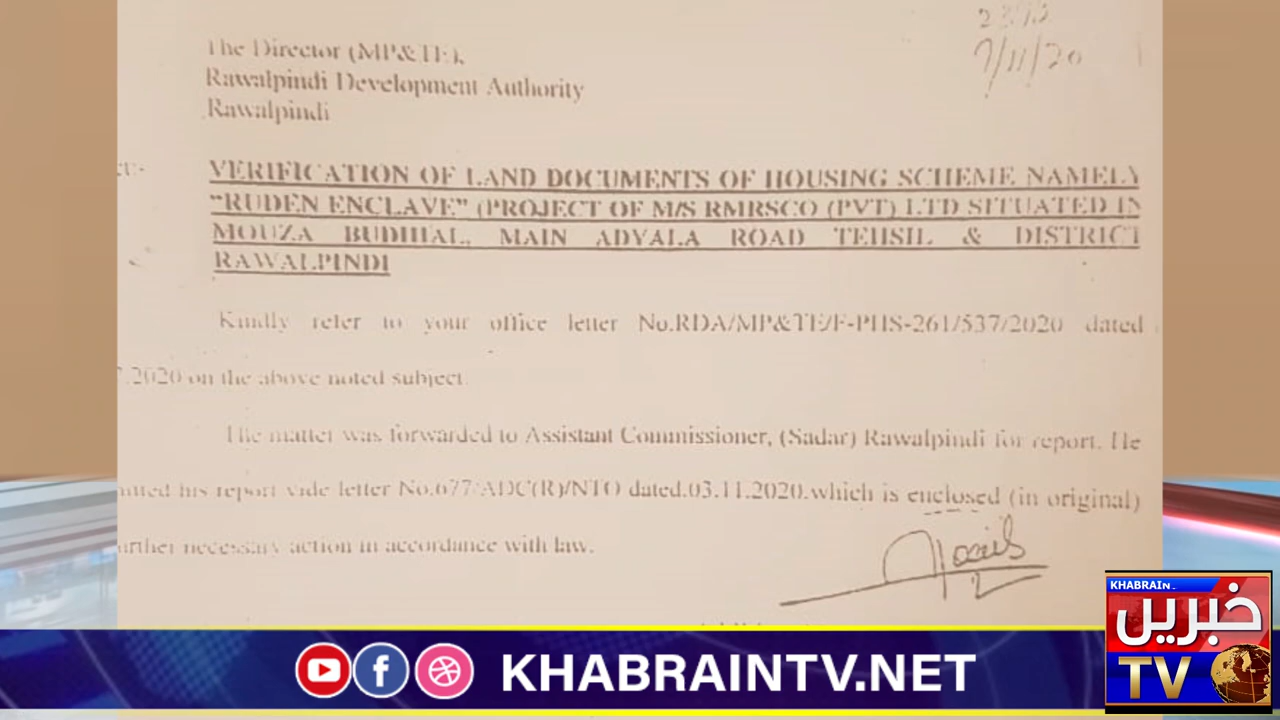 The Director (MP&TE),
Rawalpindi Development Authority
Rawalpindi
7/11/20
VERIFICATION OF LAND DOCUMENTS OF HOUSING SCHEME NAMELY
"RUDEN ENCLAVE" (PROJECT OF M/S RMRSCO (PVT) LTD SITUATED IN
MOUZA BUDIHAL, MAIN ADYALA ROAD TEHSIL & DISTRICT
RAWALPINDI
Kindly refer to your office letter No.RDA/MP&TE/F-PHS-261/537/2020 dated
.2020 on the above noted subject.
The matter was forwarded to Assistant Commissioner, (Sadar) Rawalpindi for report. He
his report vide letter No.677/ADC(R)/NTO dated.03.11.2020.which is enclosed (in original)
necessary action in accordance with law.
KHABRAINTV.NET
KHABRAIN
خبریں
TV